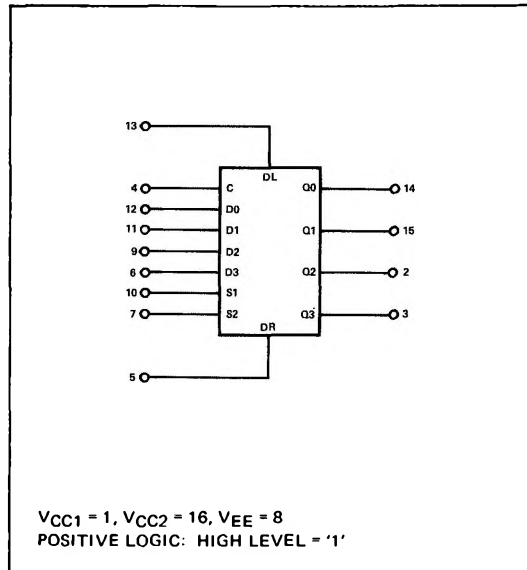 13
DL
4 C Q0 14
12 D0
11 D1 Q1 15
9 D2
6 D3 Q2 2
10 S1
7 S2 Q3 3
DR
5
VCC1 = 1, VCC2 = 16, VEE = 8
POSITIVE LOGIC: HIGH LEVEL = '1'